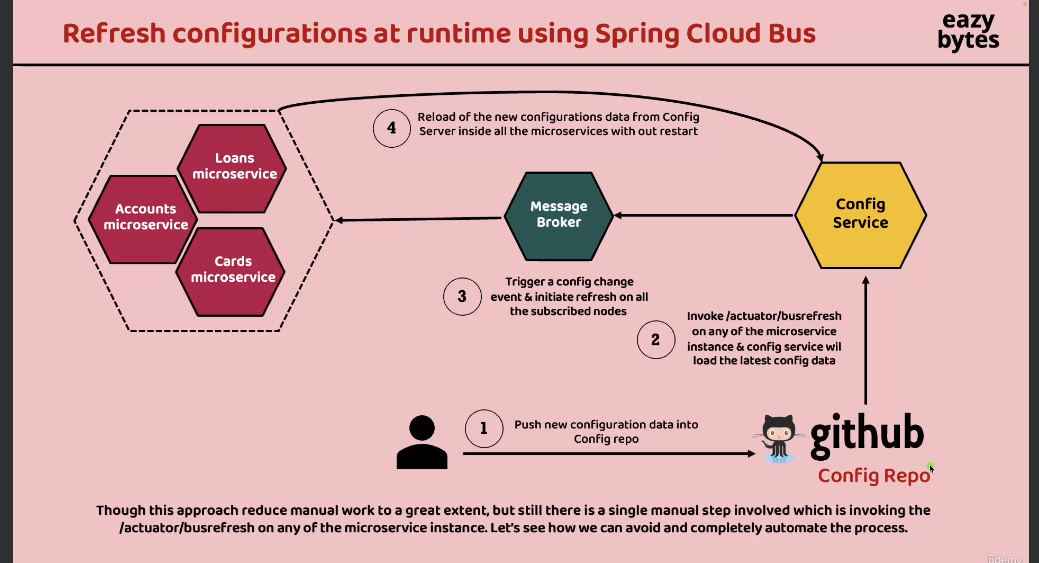 Refresh configurations at runtime using Spring Cloud Bus
eazy
bytes
4
Reload of the new configurations data from Config
Server inside all the microservices with out restart
Loans
microservice
Accounts
microservice
Cards
microservice
Message
Broker
Config
Service
3
Trigger a config change
event & initiate refresh on all
the subscribed nodes
2
Invoke /actuator/busrefresh
on any of the microservice
instance & config service wil
load the latest config data
1
Push new configuration data into
Config repo
github
Config Repo
Though this approach reduce manual work to a great extent, but still there is a single manual step involved which is invoking the
/actuator/busrefresh on any of the microservice instance. Let's see how we can avoid and completely automate the process.
Udemy